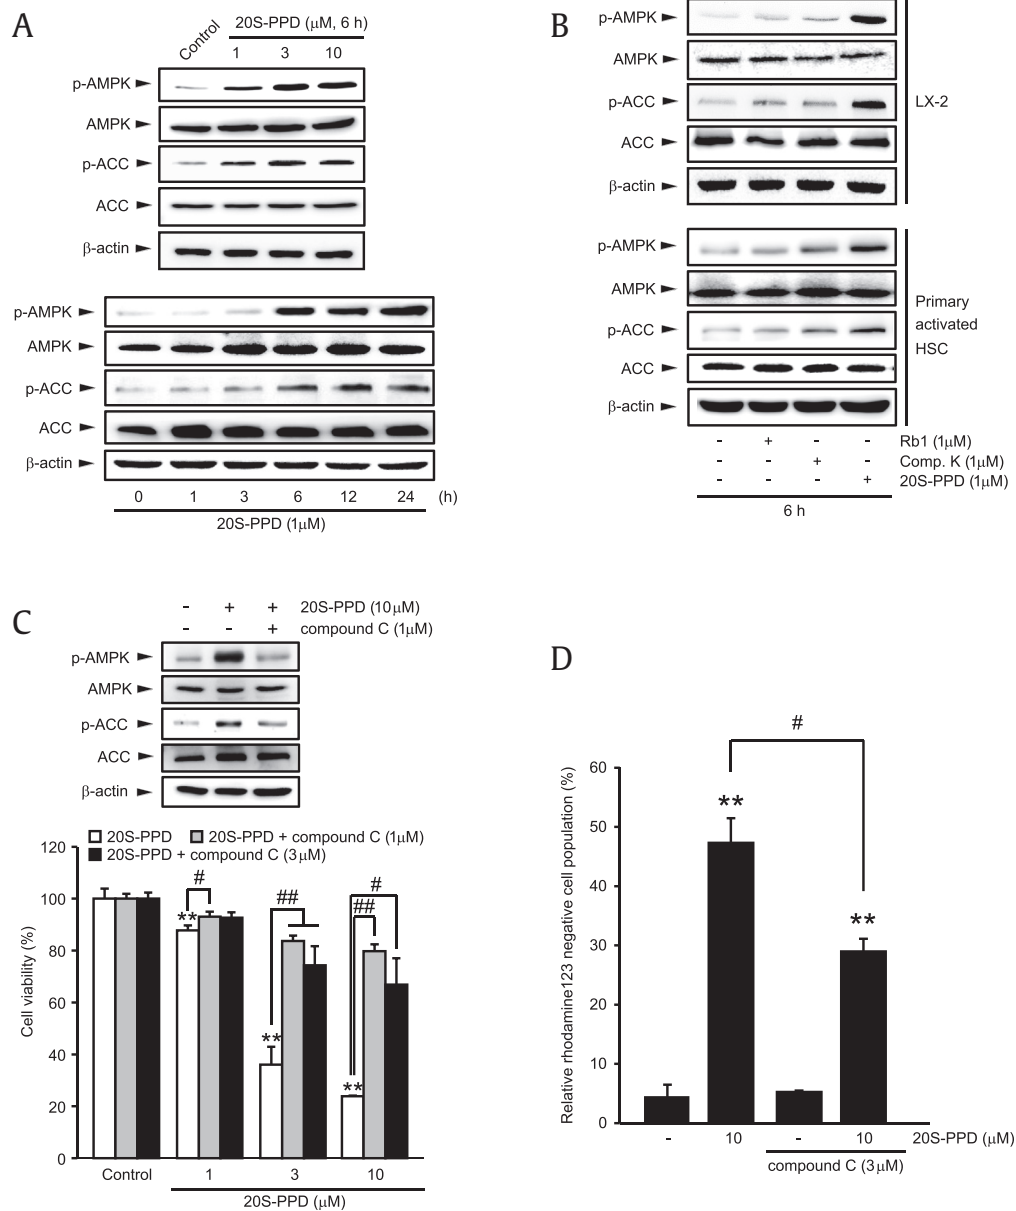 A
20S-PPD (μM, 6 h)
Control 1 3 10
p-AMPK
AMPK
p-ACC
ACC
β-actin
p-AMPK
AMPK
p-ACC
ACC
β-actin
0 1 3 6 12 24 (h)
20S-PPD (1μM)
B
p-AMPK
AMPK
p-ACC
ACC
β-actin
LX-2
p-AMPK
AMPK
p-ACC
ACC
β-actin
Primary
activated
HSC
- + - - Rb1 (1μM)
- - + - Comp. K (1μM)
- - - + 20S-PPD (1μM)
6 h
C
- + + 20S-PPD (10μM)
- - + compound C (1μM)
p-AMPK
AMPK
p-ACC
ACC
β-actin
20S-PPD 20S-PPD + compound C (1μM)
20S-PPD + compound C (3μM)
Cell viability (%)
120
100
80
60
40
20
0
** # ** ## ** ## #
Control 1 3 10
20S-PPD (μM)
D
Relative rhodamine123 negative cell population (%)
60
50
40
30
20
10
0
#
**
**
- 10 - 10 20S-PPD (μM)
compound C (3μM)